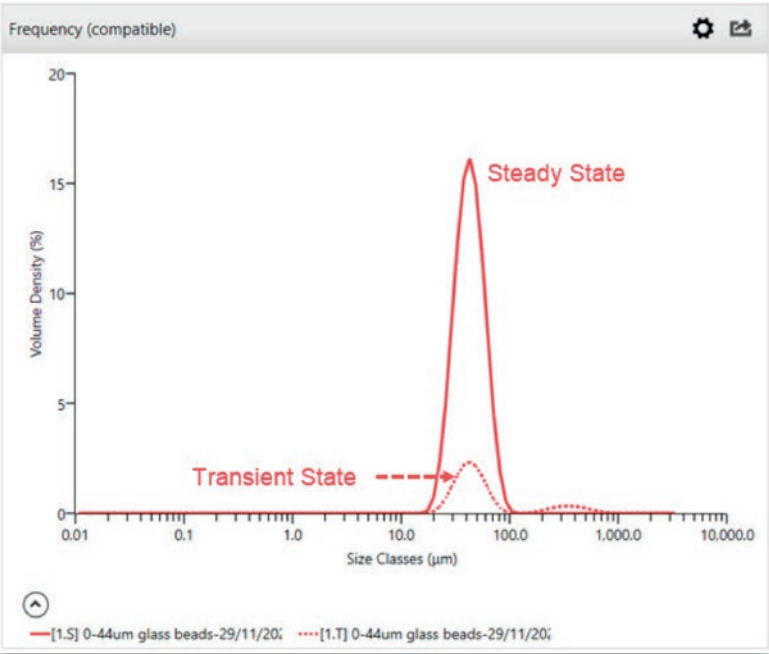 Frequency (compatible)
20
15
10
5
0
Volume Density (%)
Steady State
Transient State
0.01 0.1 1.0 10.0 100.0 1,000.0 10,000.0
Size Classes (μm)
[1.S] 0-44um glass beads-29/11/202 [1.T] 0-44um glass beads-29/11/202